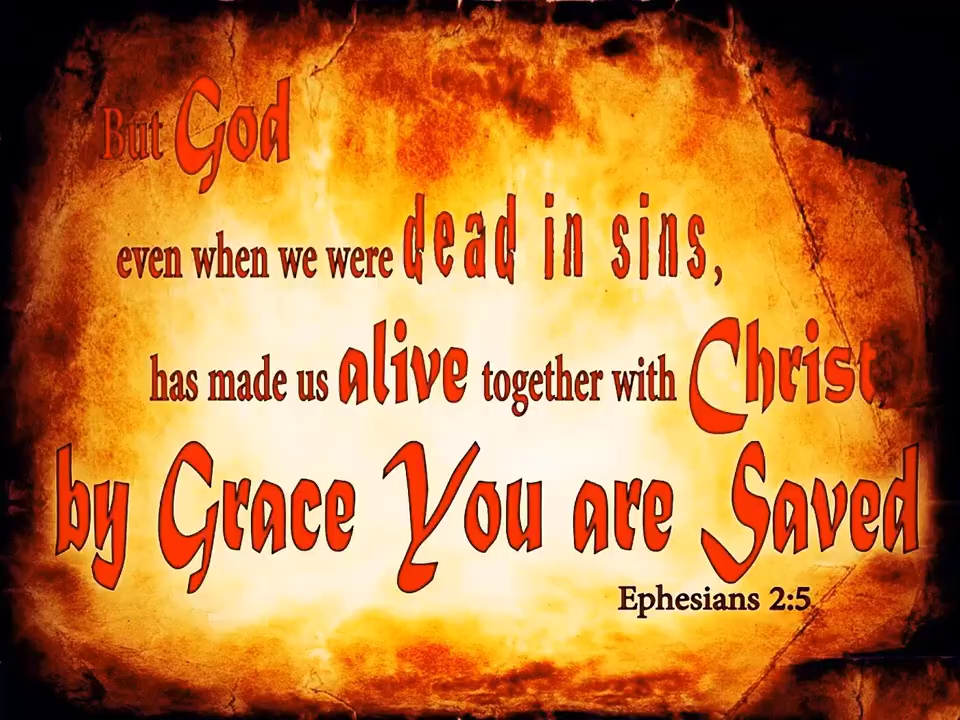 But God
even when we were dead in sins,
has made us alive together with Christ
by Grace You are Saved
Ephesians 2:5